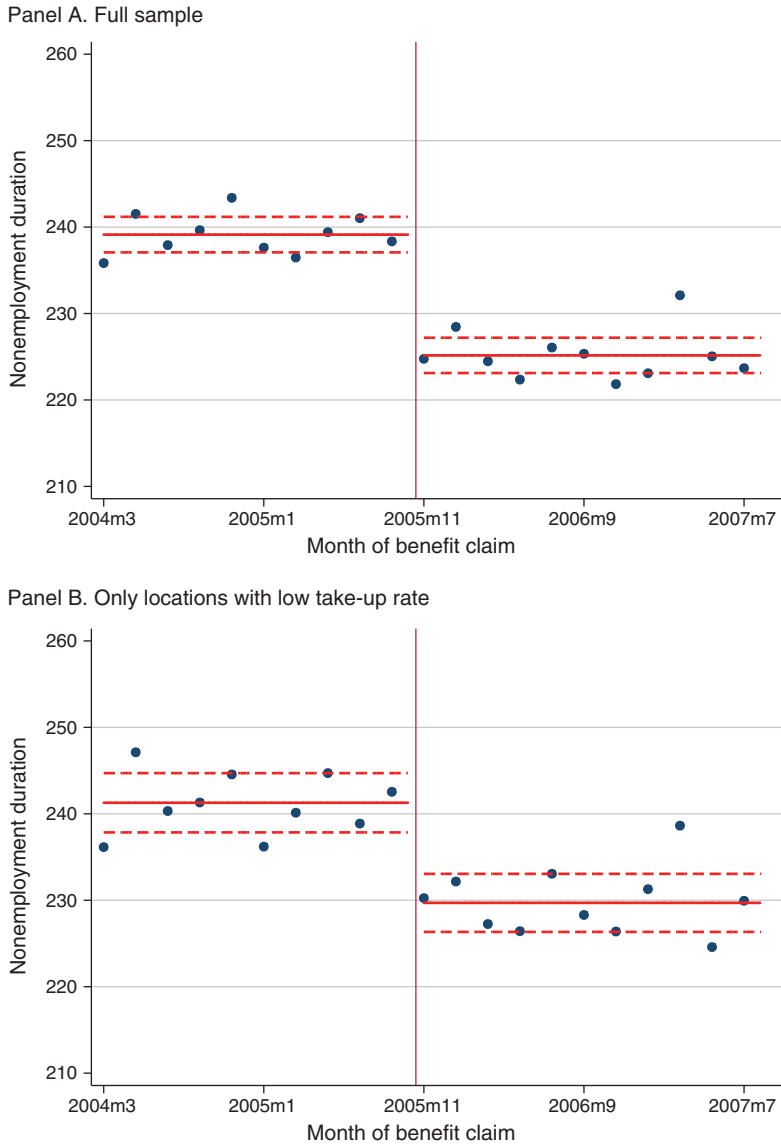 Panel A. Full sample
260
250
240
230
220
210
Nonemployment duration
2004m3 2005m1 2005m11 2006m9 2007m7
Month of benefit claim
Panel B. Only locations with low take-up rate
260
250
240
230
220
210
Nonemployment duration
2004m3 2005m1 2005m11 2006m9 2007m7
Month of benefit claim